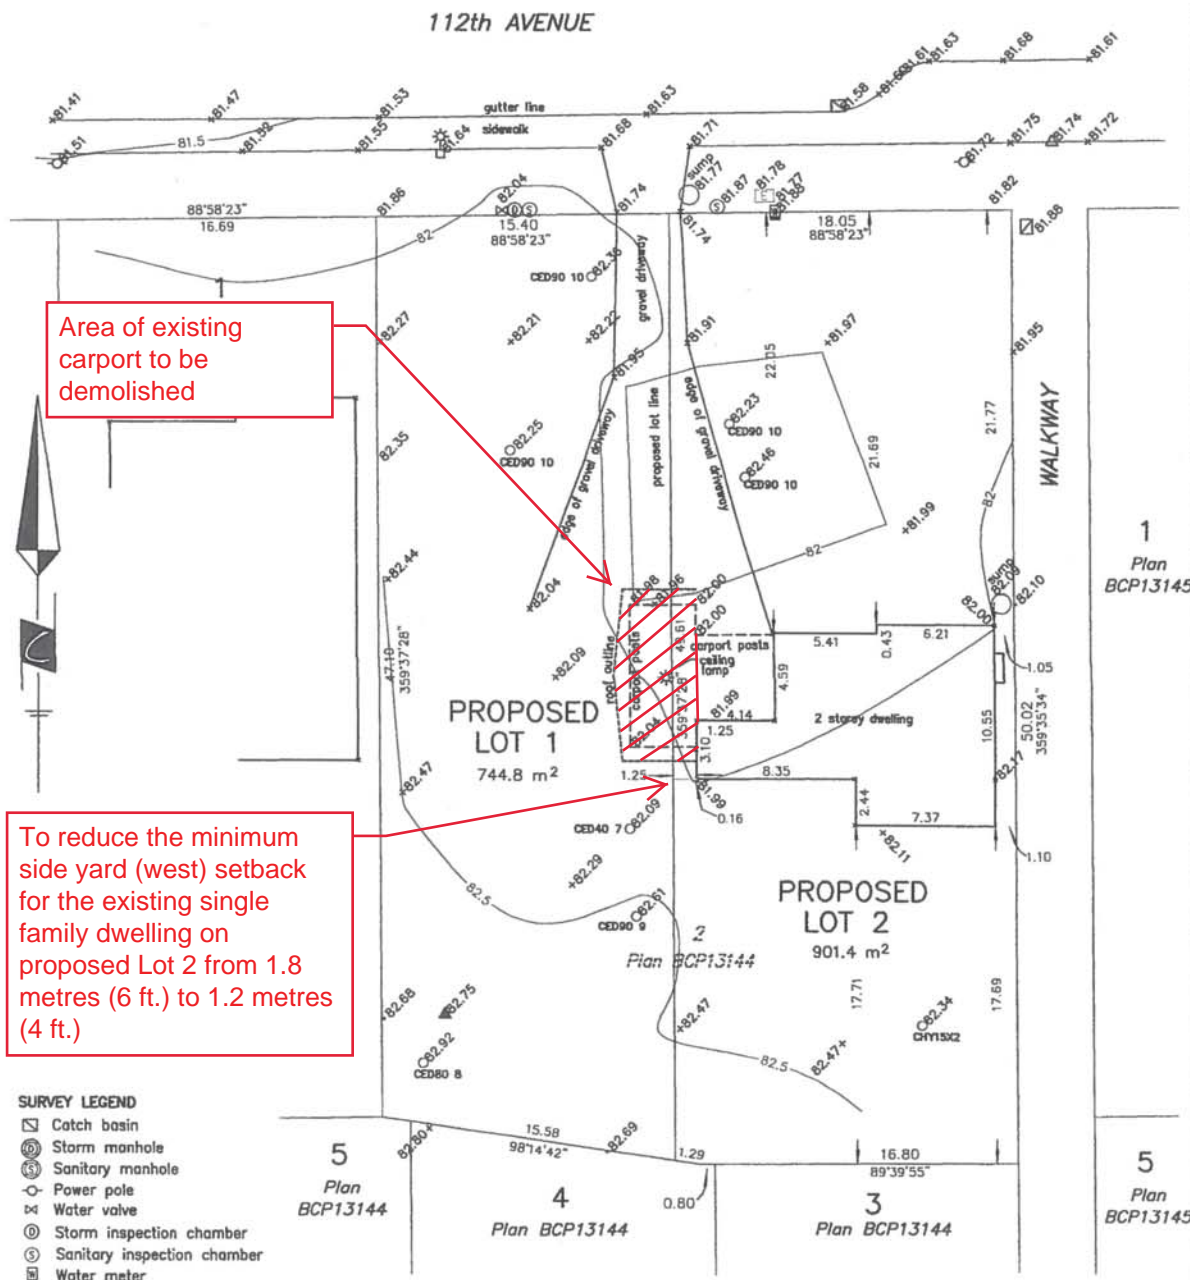 112th AVENUE
+81.41
+81.47
+81.53
gutter line
+81.63
81.58
+81.60
+81.61
+81.63
+81.68
+81.61
81.51
81.5
+81.52
+81.55
81.64
sidewalk
+81.68
+81.71
81.72
+81.75
81.74
+81.72
sump
81.77
81.87
81.78
81.77
81.88
88°58'23"
16.69
81.86
82.04
15.40
88°58'23"
+81.74
+81.74
18.05
88°58'23"
81.82
81.88
82
1
CED90 10
82.36
gravel driveway
Area of existing
carport to be
demolished
+82.27
+82.21
+82.22
+81.95
+81.91
22.05
+81.97
+81.95
WALKWAY
82.35
82.25
CED90 10
edge of gravel driveway
proposed lot line
edge of gravel driveway
82.23
CED90 10
82.46
CED90 10
21.69
21.77
+81.99
82
82
1
Plan
BCP13145
+82.44
+82.04
81.98
+81.96
82.00
+82.00
sump
82.09
+82.10
82.00
47.10
359°37'28"
+82.09
roof outline
carport posts
49.61
359°37'28"
carport posts
ceiling
lamp
5.41
0.43
6.21
1.05
4.59
81.99
4.14
1.25
2 storey dwelling
10.55
50.02
359°35'34"
PROPOSED
LOT 1
744.8 m²
82.04
3.10
1.25
8.35
+82.17
+82.47
+81.99
0.16
2.44
7.37
+82.11
1.10
To reduce the minimum
side yard (west) setback
for the existing single
family dwelling on
proposed Lot 2 from 1.8
metres (6 ft.) to 1.2 metres
(4 ft.)
CED40 7
82.09
+82.29
82.5
82.61
CED90 9
2
Plan BCP13144
PROPOSED
LOT 2
901.4 m²
17.71
17.69
+82.68
82.75
+82.47
82.34
CHY15X2
82.92
CED80 8
82.5
82.47+
SURVEY LEGEND
Catch basin
Storm manhole
Sanitary manhole
Power pole
Water valve
Storm inspection chamber
Sanitary inspection chamber
Water meter
82.80+
15.58
98°14'42"
+82.69
1.29
16.80
89°39'55"
0.80
5
Plan
BCP13144
4
Plan BCP13144
3
Plan BCP13144
5
Plan
BCP13145